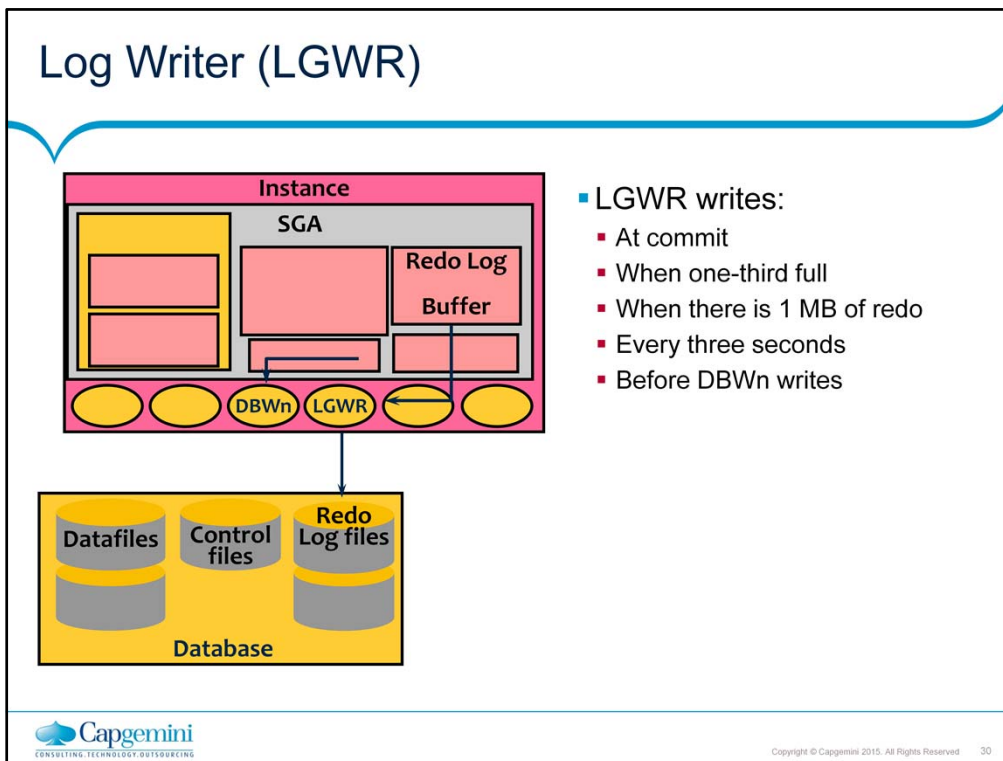 Log Writer (LGWR)
Instance
SGA
Redo Log
Buffer
DBWn
LGWR
Datafiles
Control
files
Redo
Log files
Database
LGWR writes:
At commit
When one-third full
When there is 1 MB of redo
Every three seconds
Before DBWn writes
Capgemini
CONSULTING.TECHNOLOGY.OUTSOURCING
Copyright © Capgemini 2015. All Rights Reserved 30